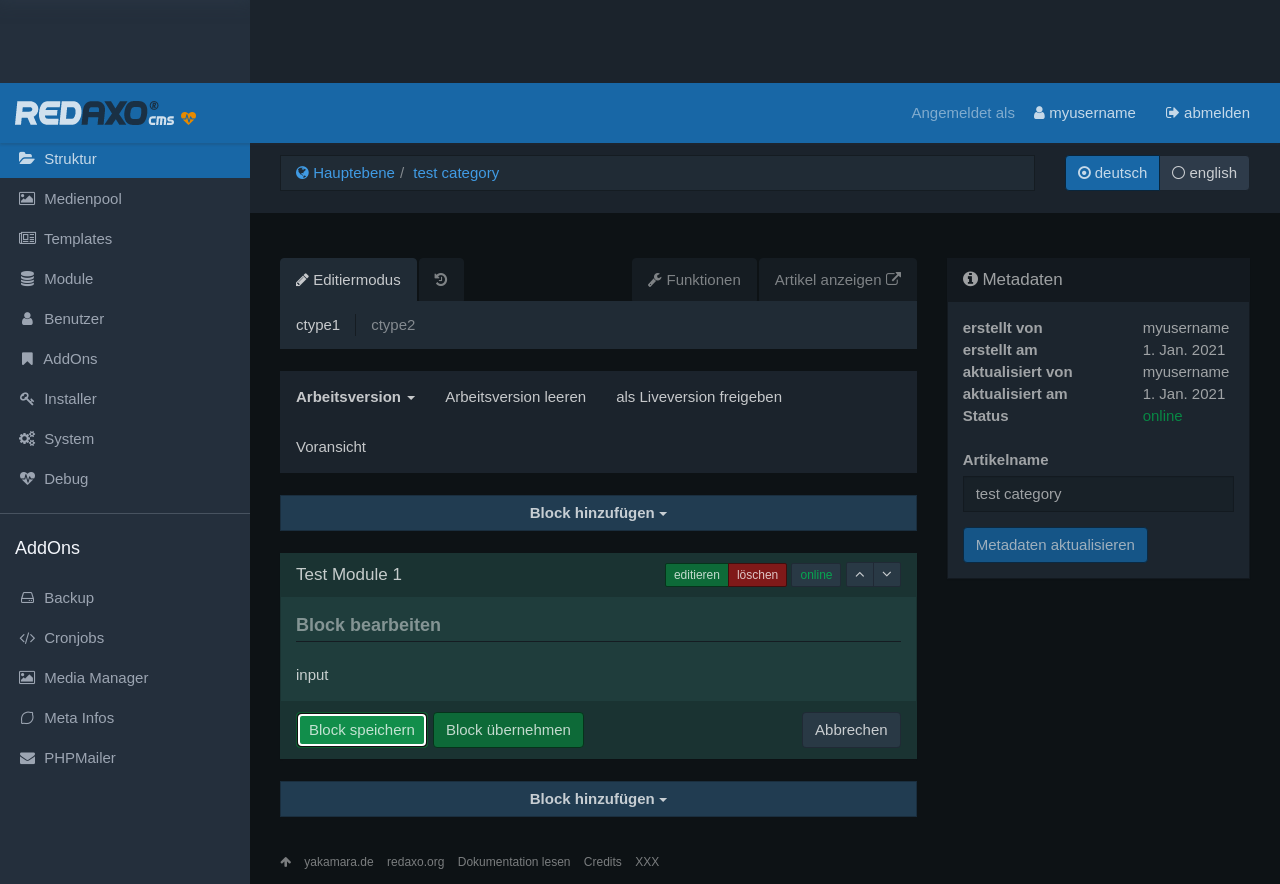 REDAXO® cms
Angemeldet als myusername abmelden
Struktur
Medienpool
Templates
Module
Benutzer
AddOns
Installer
System
Debug
AddOns
Backup
Cronjobs
Media Manager
Meta Infos
PHPMailer
Hauptebene / test category
deutsch english
Editiermodus
Funktionen Artikel anzeigen
ctype1 ctype2
Arbeitsversion Arbeitsversion leeren als Liveversion freigeben
Voransicht
Block hinzufügen
Test Module 1 editieren löschen online
Block bearbeiten
input
Block speichern Block übernehmen Abbrechen
Block hinzufügen
Metadaten
erstellt von myusername
erstellt am 1. Jan. 2021
aktualisiert von myusername
aktualisiert am 1. Jan. 2021
Status online
Artikelname
test category
Metadaten aktualisieren
yakamara.de redaxo.org Dokumentation lesen Credits XXX